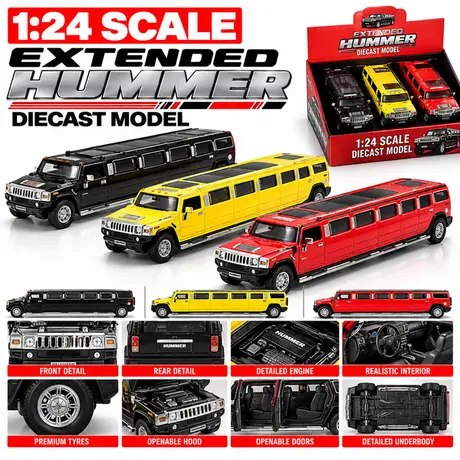 1:24 SCALE
EXTENDED
HUMMER
DIECAST MODEL
EXTENDED
HUMMER
DIECAST MODEL
1:24 SCALE
DIECAST MODEL
HUMMER
FRONT DETAIL
REAR DETAIL
DETAILED ENGINE
REALISTIC INTERIOR
PREMIUM TYRES
OPENABLE HOOD
OPENABLE DOORS
DETAILED UNDERBODY